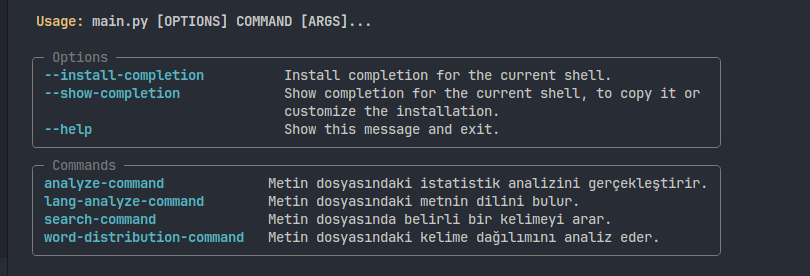 Usage: main.py [OPTIONS] COMMAND [ARGS]...
Options
--install-completion Install completion for the current shell.
--show-completion Show completion for the current shell, to copy it or
customize the installation.
--help Show this message and exit.
Commands
analyze-command Metin dosyasındaki istatistik analizini gerçekleştirir.
lang-analyze-command Metin dosyasındaki metnin dilini bulur.
search-command Metin dosyasında belirli bir kelimeyi arar.
word-distribution-command Metin dosyasındaki kelime dağılımını analiz eder.